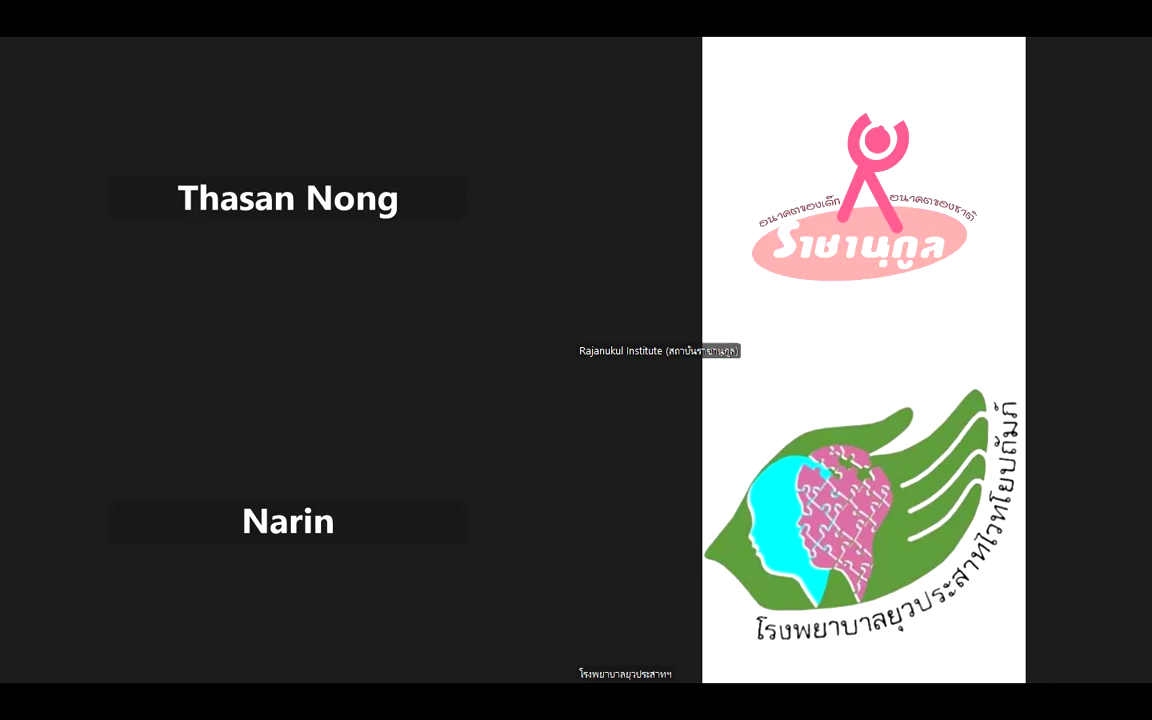 Thasan Nong
อนาคตของเด็ก อนาคตของชาติ
ราชานุกูล
Rajanukul Institute (สถาบันราชานุกูล)
Narin
โรงพยาบาลยุวประสาทไวทโยปถัมภ์
โรงพยาบาลยุวประสาทฯ